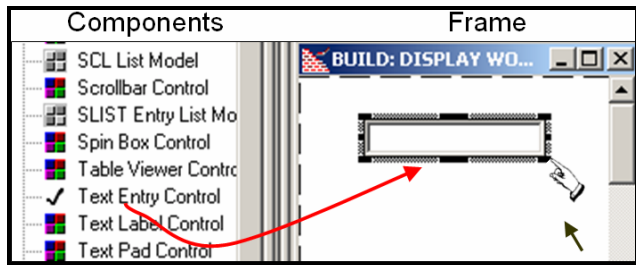 Components
Frame
SCL List Model
Scrollbar Control
SLIST Entry List Mo
Spin Box Control
Table Viewer Contro
Text Entry Control
Text Label Control
Text Pad Control
BUILD: DISPLAY WO...